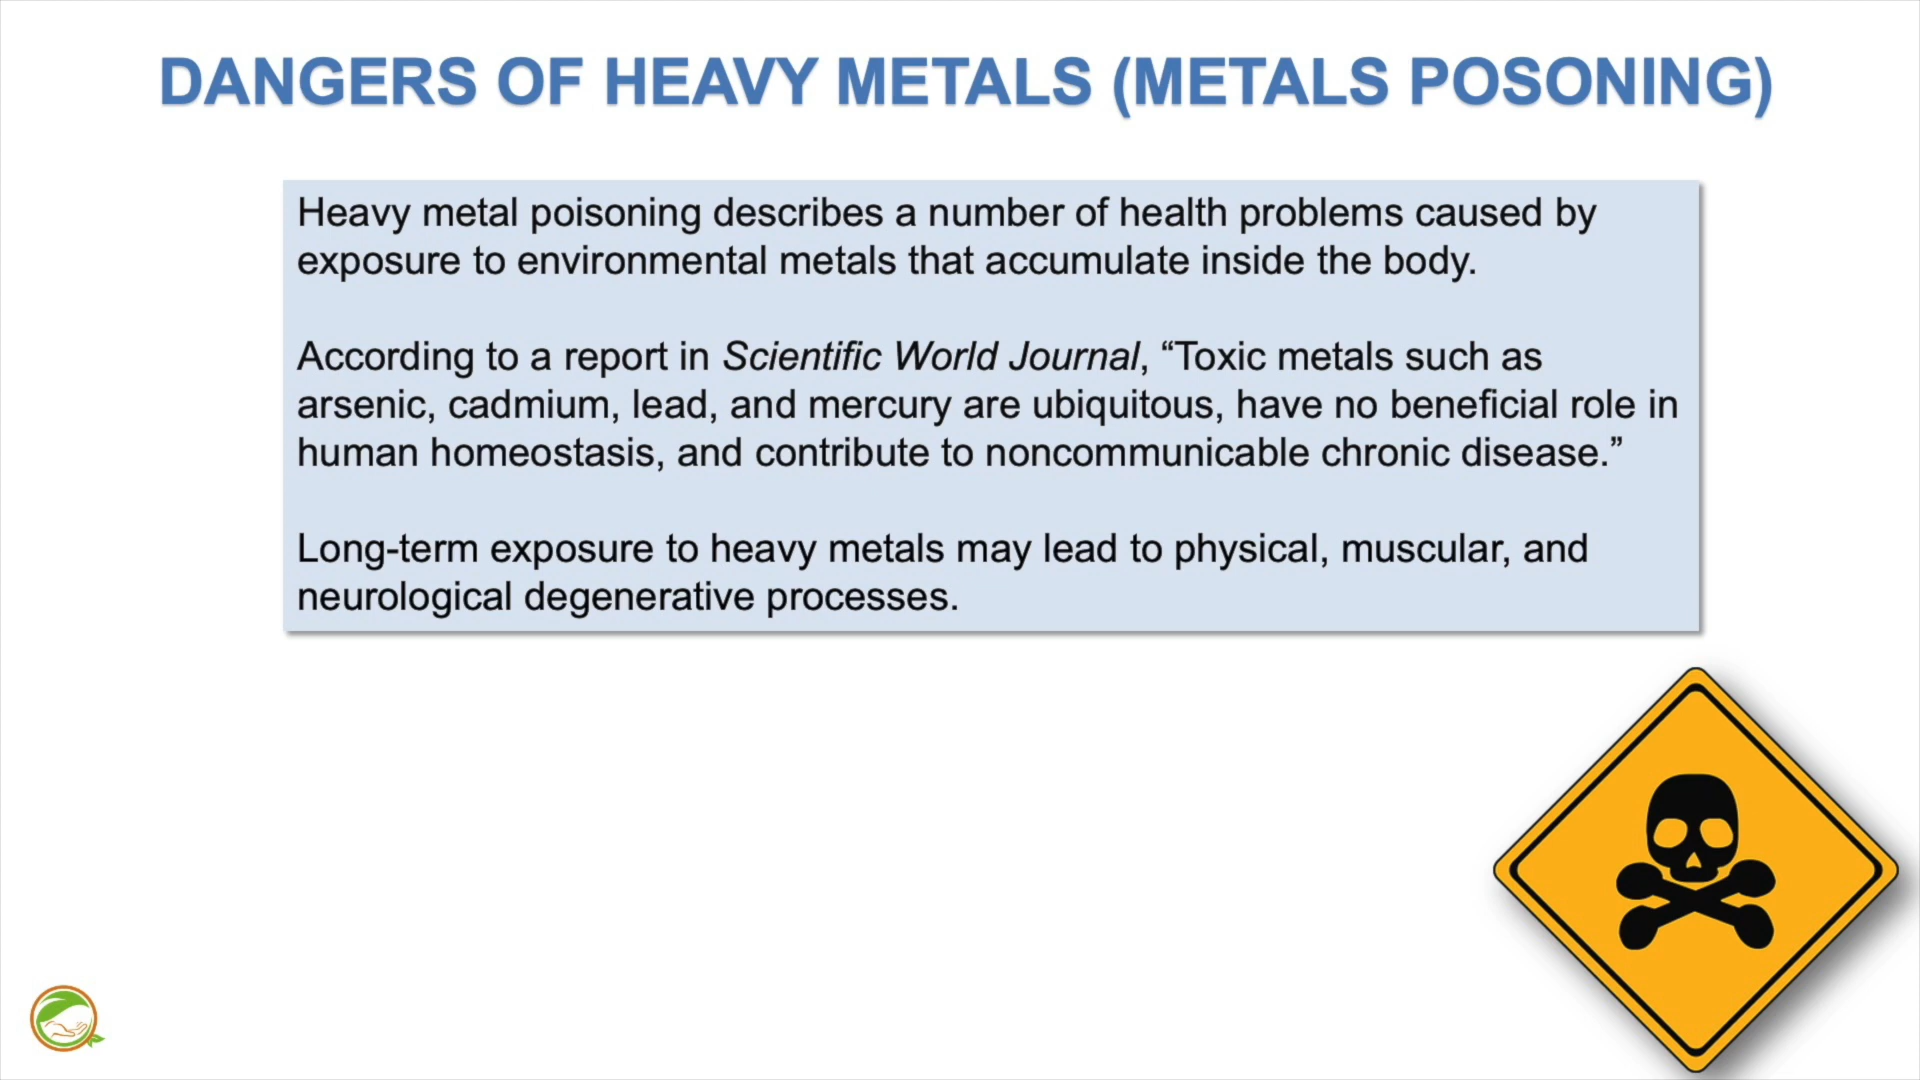 DANGERS OF HEAVY METALS (METALS POSONING)
Heavy metal poisoning describes a number of health problems caused by
exposure to environmental metals that accumulate inside the body.
According to a report in Scientific World Journal, “Toxic metals such as
arsenic, cadmium, lead, and mercury are ubiquitous, have no beneficial role in
human homeostasis, and contribute to noncommunicable chronic disease.”
Long-term exposure to heavy metals may lead to physical, muscular, and
neurological degenerative processes.